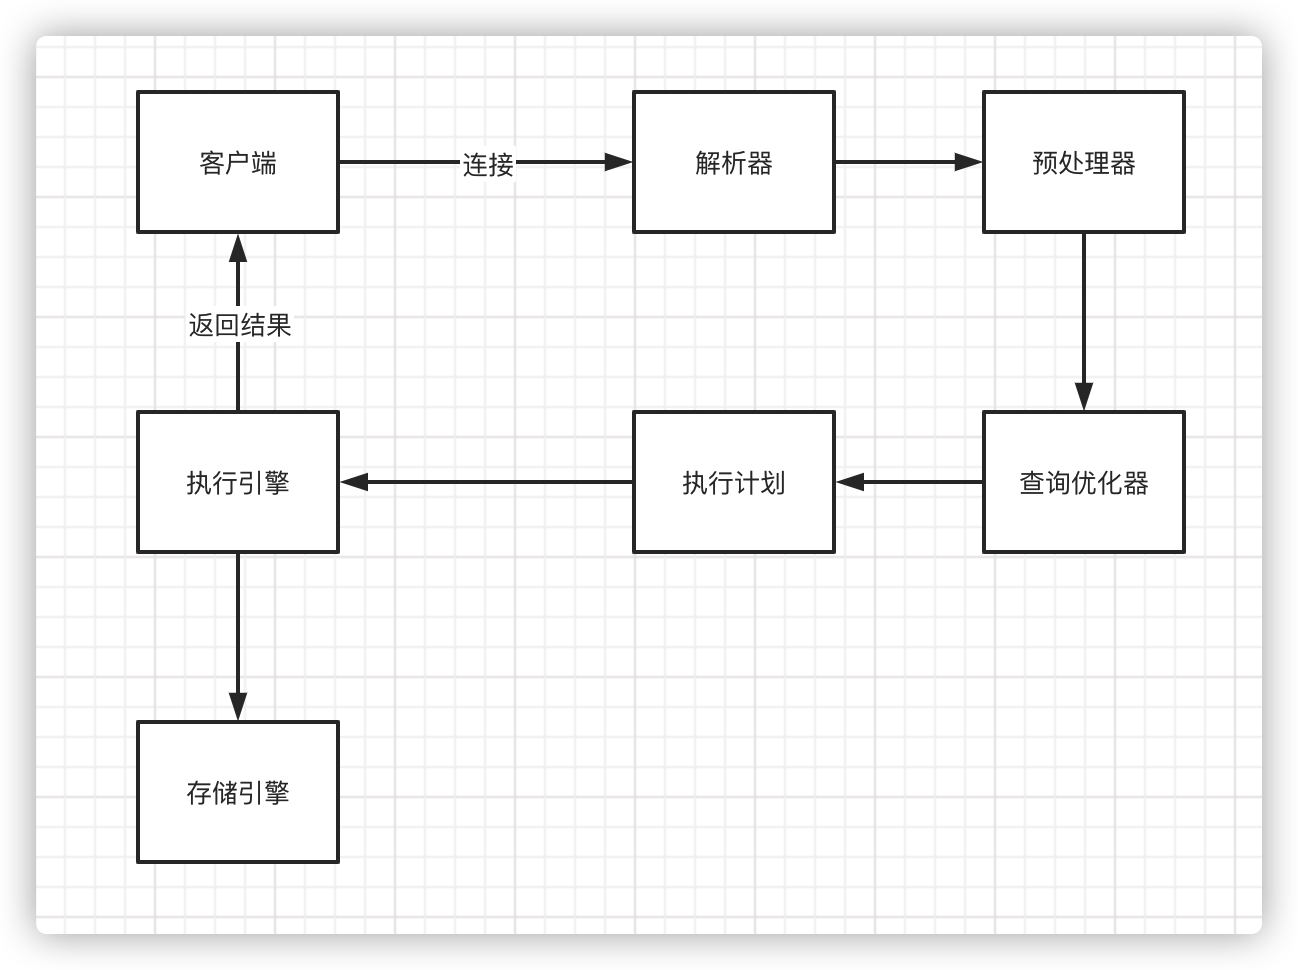 客户端
连接
解析器
预处理器
返回结果
执行引擎
执行计划
查询优化器
存储引擎